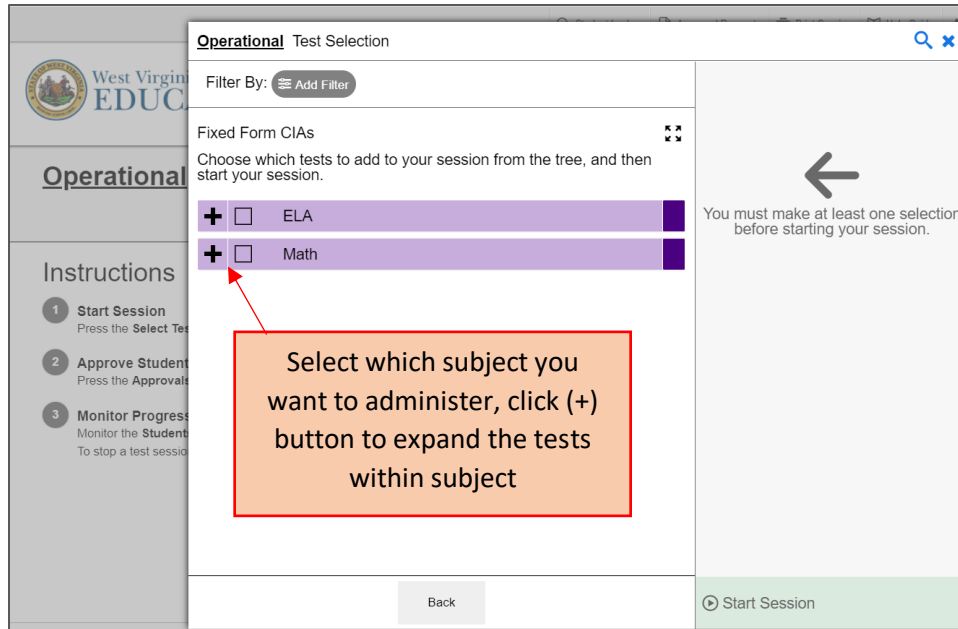 Operational Test Selection
West Virgini
EDUC
Filter By: Add Filter
Fixed Form CIAs
Choose which tests to add to your session from the tree, and then
start your session.
Operational
ELA
Math
You must make at least one selection
before starting your session.
Instructions
1 Start Session
Press the Select Tes
2 Approve Student
Press the Approvals
3 Monitor Progress
Monitor the Students
To stop a test sessio
Select which subject you
want to administer, click (+)
button to expand the tests
within subject
Back
Start Session